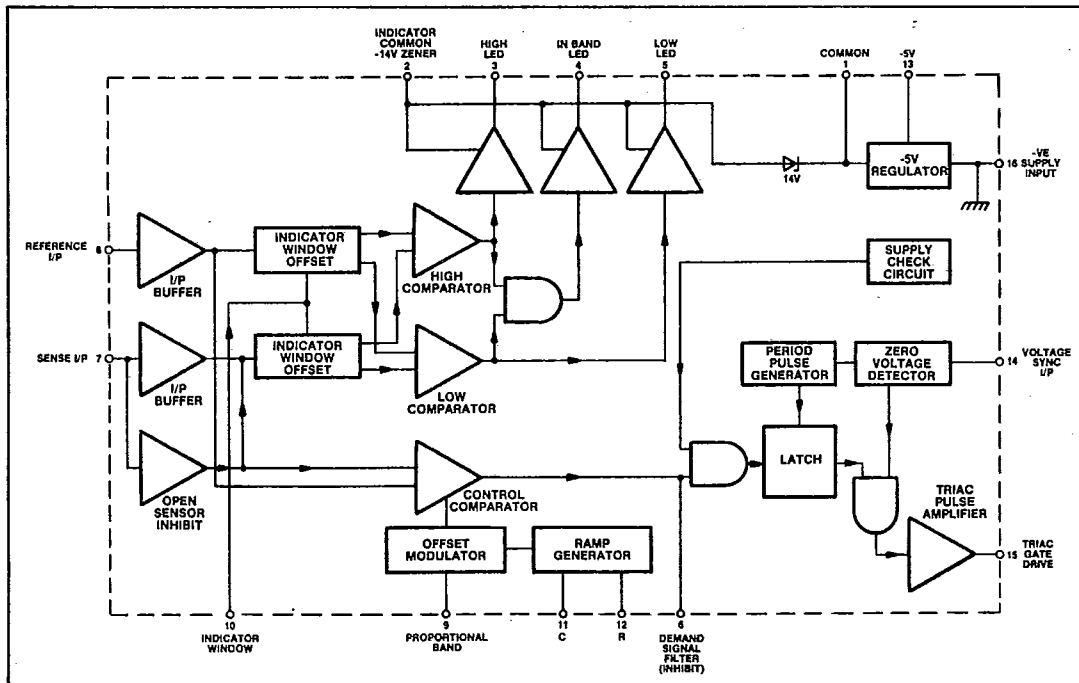 INDICATOR
COMMON
-14V ZENER
2
HIGH
LED
3
IN BAND
LED
4
LOW
LED
5
COMMON
1
-5V
13
14V
-5V
REGULATOR
16
-VE
SUPPLY
INPUT
REFERENCE
I/P
8
I/P
BUFFER
INDICATOR
WINDOW
OFFSET
HIGH
COMPARATOR
SUPPLY
CHECK
CIRCUIT
SENSE I/P
7
I/P
BUFFER
INDICATOR
WINDOW
OFFSET
LOW
COMPARATOR
PERIOD
PULSE
GENERATOR
ZERO
VOLTAGE
DETECTOR
14
VOLTAGE
SYNC
I/P
OPEN
SENSOR
INHIBIT
CONTROL
COMPARATOR
LATCH
TRIAC
PULSE
AMPLIFIER
OFFSET
MODULATOR
RAMP
GENERATOR
15
TRIAC
GATE
DRIVE
10
INDICATOR
WINDOW
9
PROPORTIONAL
BAND
11
C
12
R
6
DEMAND
SIGNAL
FILTER
(INHIBIT)